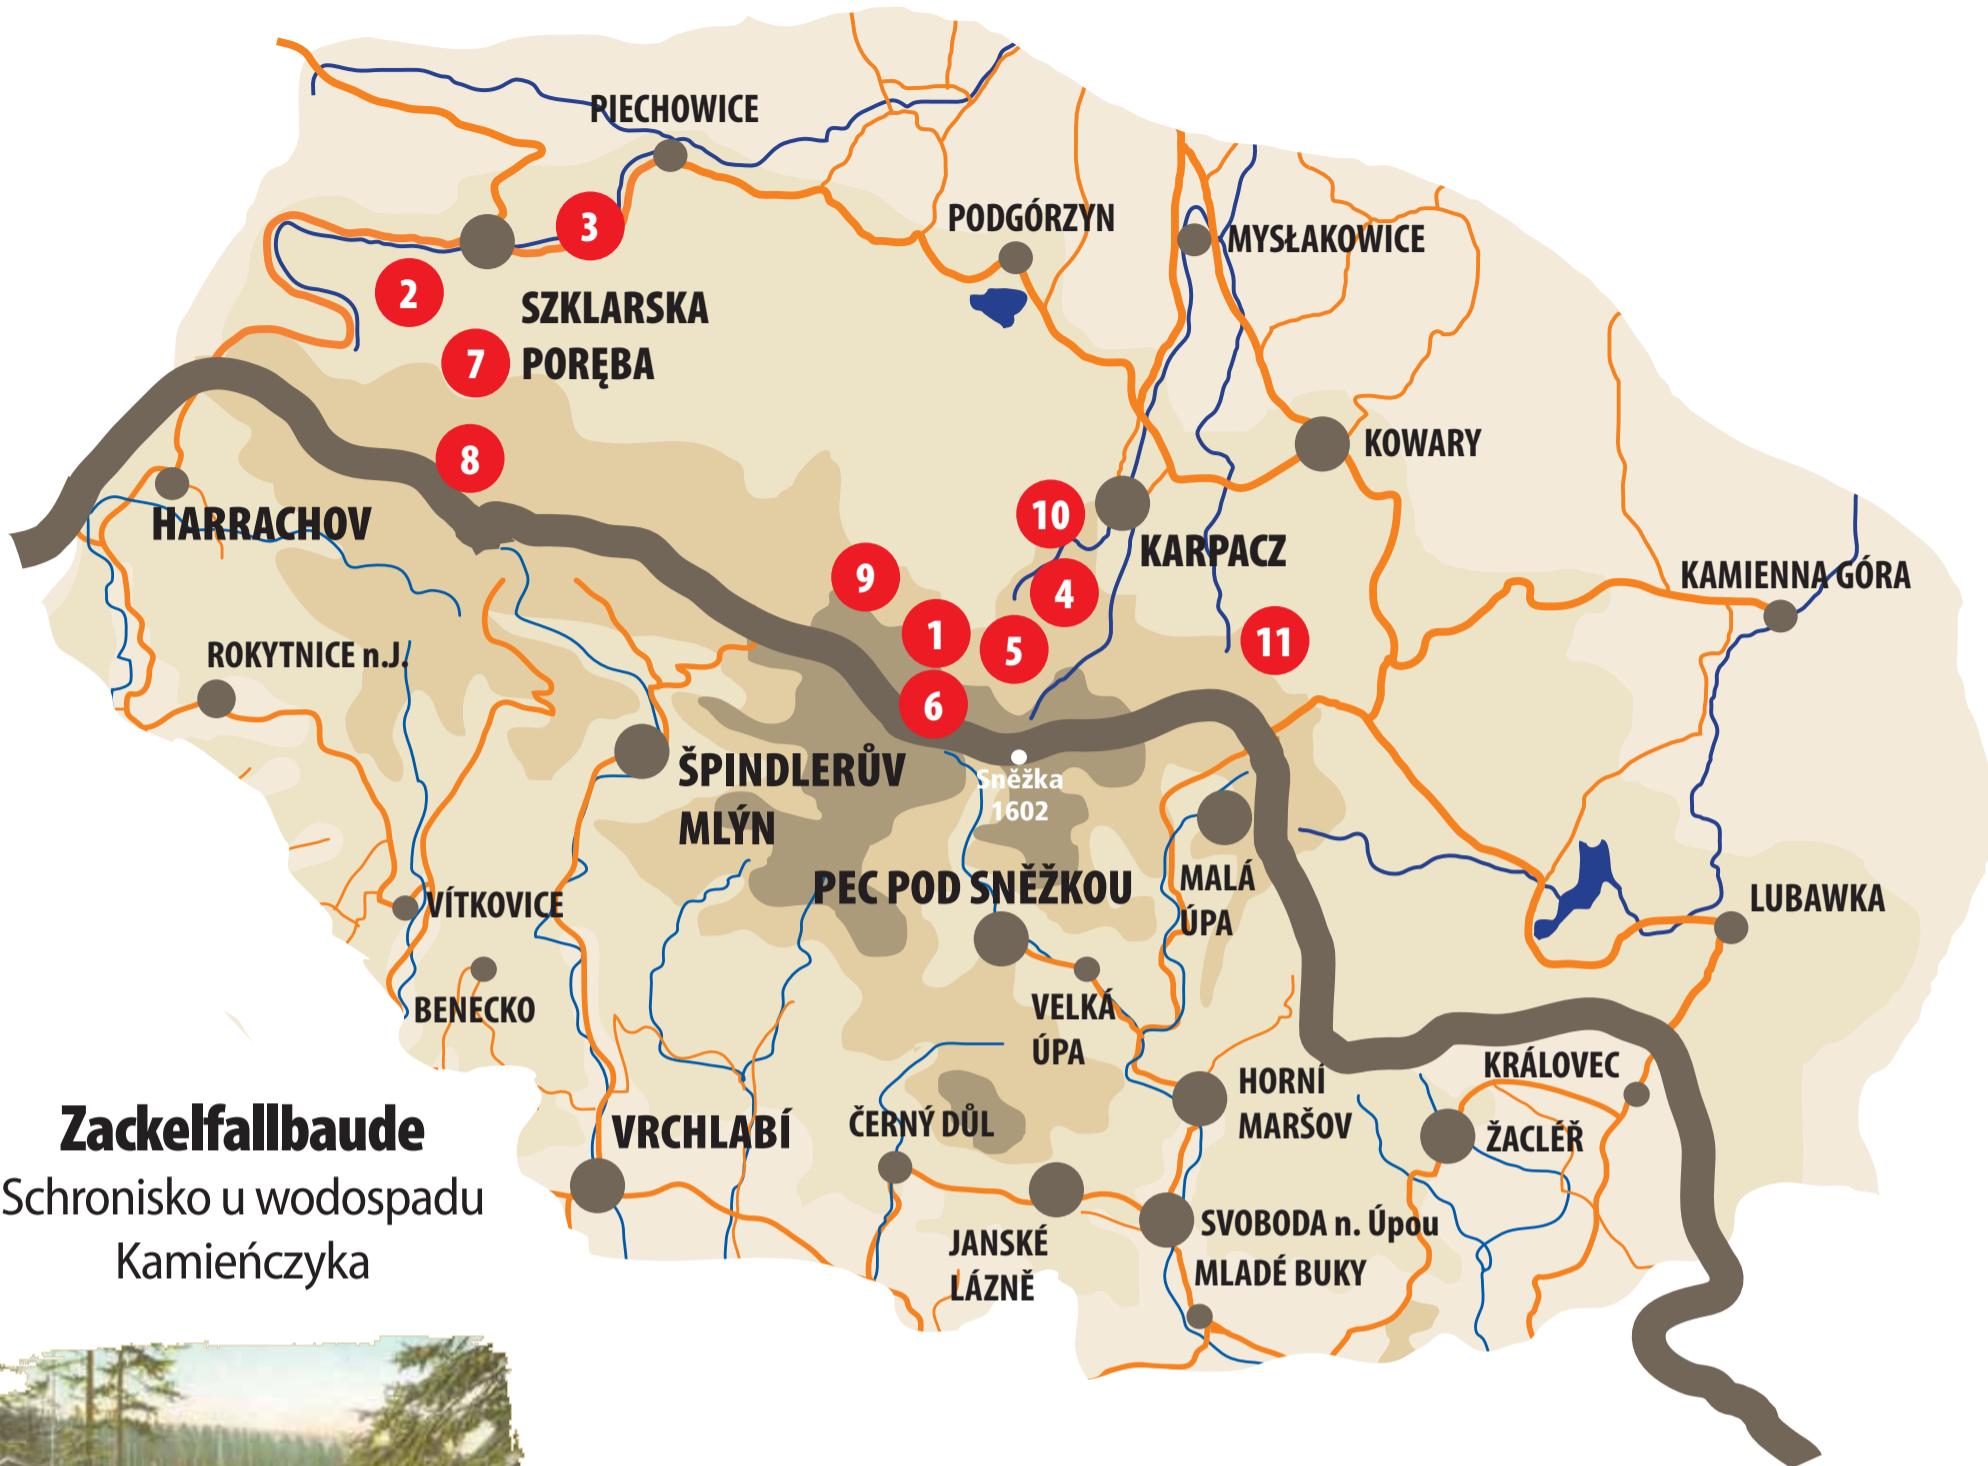 PIECHOWICE
3
PODGÓRZYN
MYSŁAKOWICE
2
SZKLARSKA
PORĘBA
7
8
KOWARY
HARRACHOV
10
KARPACZ
9
4
KAMIENNA GÓRA
1
5
11
ROKYTNICE n.J.
6
ŠPINDLERŮV
MLÝN
Sněžka
1602
PEC POD SNĚŽKOU
MALÁ
ÚPA
VÍTKOVICE
LUBAWKA
BENECKO
VELKÁ
ÚPA
KRÁLOVEC
HORNÍ
MARŠOV
ŽACLÉŘ
VRCHLABÍ
ČERNÝ DŮL
JANSKÉ
LÁZNĚ
SVOBODA n. Úpou
MLADÉ BUKY
Zackelfallbaude
Schronisko u wodospadu
Kamieńczyka